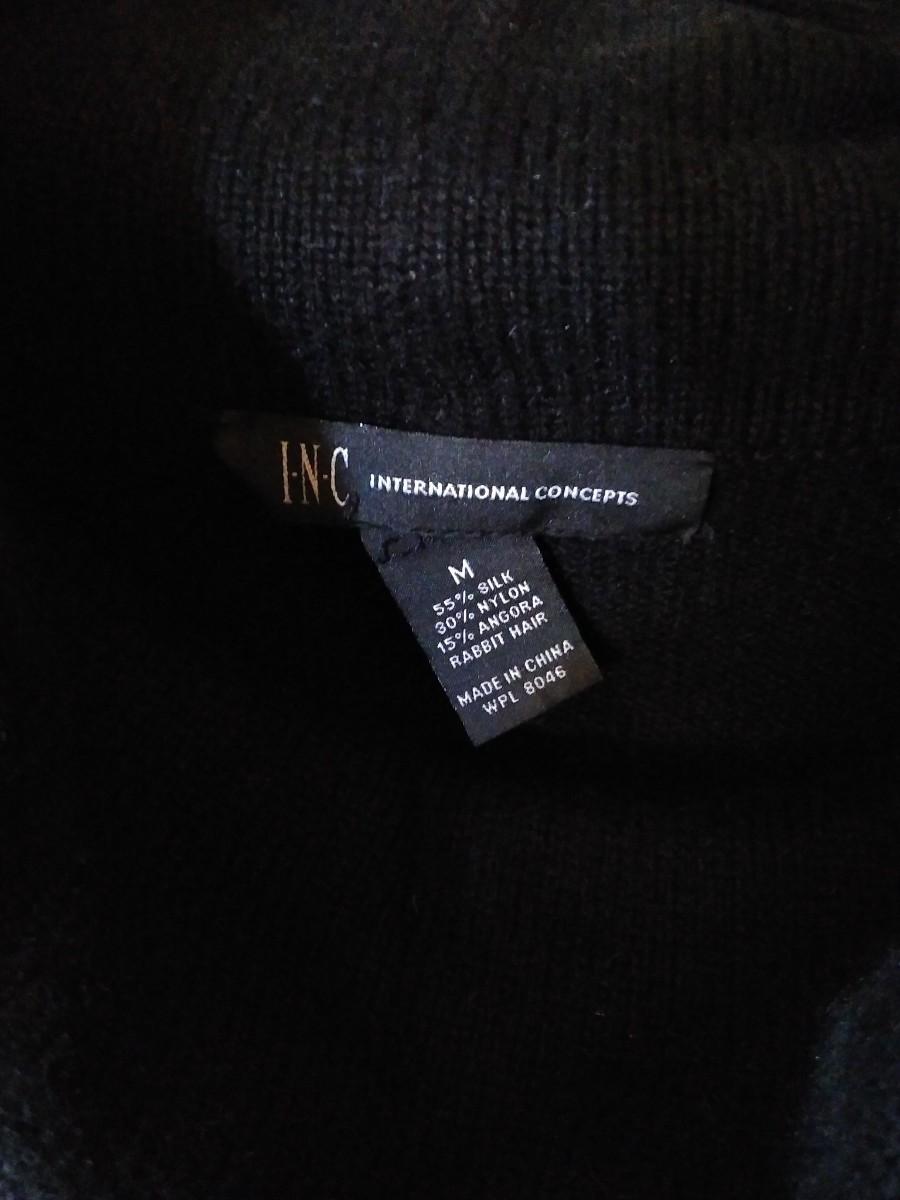 I·N·C INTERNATIONAL CONCEPTS
M
55% SILK
30% NYLON
15% ANGORA
RABBIT HAIR
MADE IN CHINA
WPL 8046